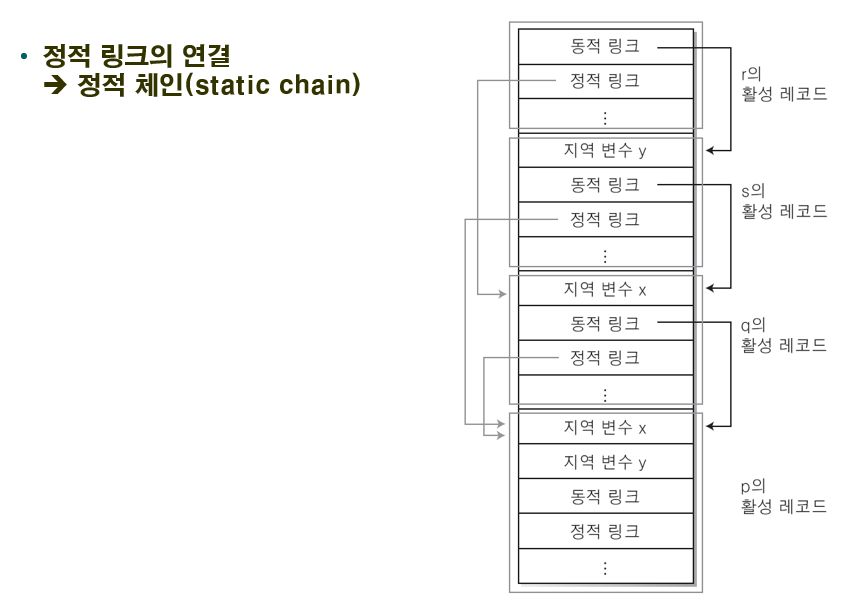 • 정적 링크의 연결
➔ 정적 체인(static chain)
동적 링크
정적 링크
⋮
r의
활성 레코드
지역 변수 y
동적 링크
정적 링크
⋮
s의
활성 레코드
지역 변수 x
동적 링크
정적 링크
⋮
q의
활성 레코드
지역 변수 x
지역 변수 y
동적 링크
정적 링크
⋮
p의
활성 레코드